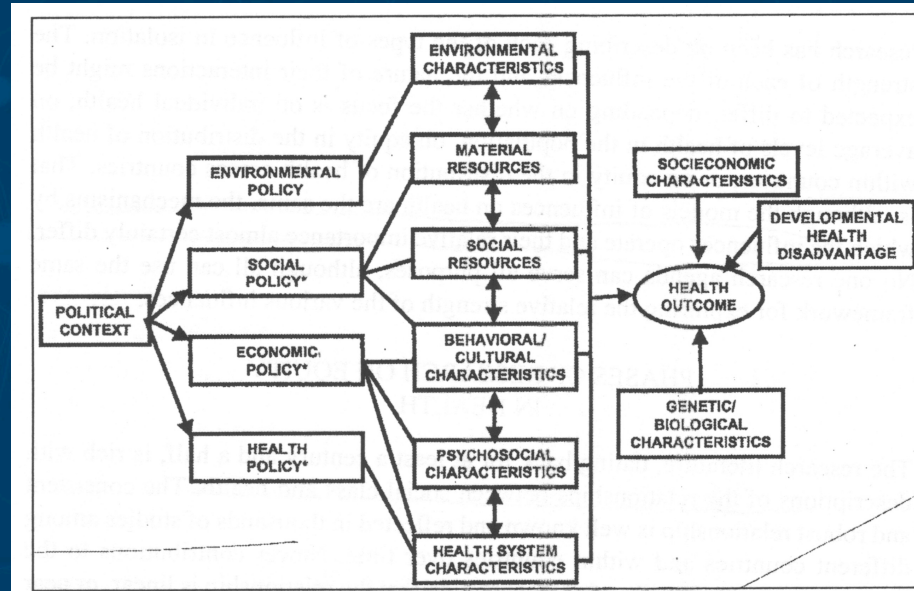 ENVIRONMENTAL
CHARACTERISTICS
MATERIAL
RESOURCES
SOCIAL
RESOURCES
BEHAVIORAL/
CULTURAL
CHARACTERISTICS
PSYCHOSOCIAL
CHARACTERISTICS
HEALTH SYSTEM
CHARACTERISTICS
ENVIRONMENTAL
POLICY
SOCIAL
POLICY*
ECONOMIC
POLICY*
HEALTH
POLICY*
POLITICAL
CONTEXT
SOCIEECONOMIC
CHARACTERISTICS
DEVELOPMENTAL
HEALTH
DISADVANTAGE
HEALTH
OUTCOME
GENETIC/
BIOLOGICAL
CHARACTERISTICS